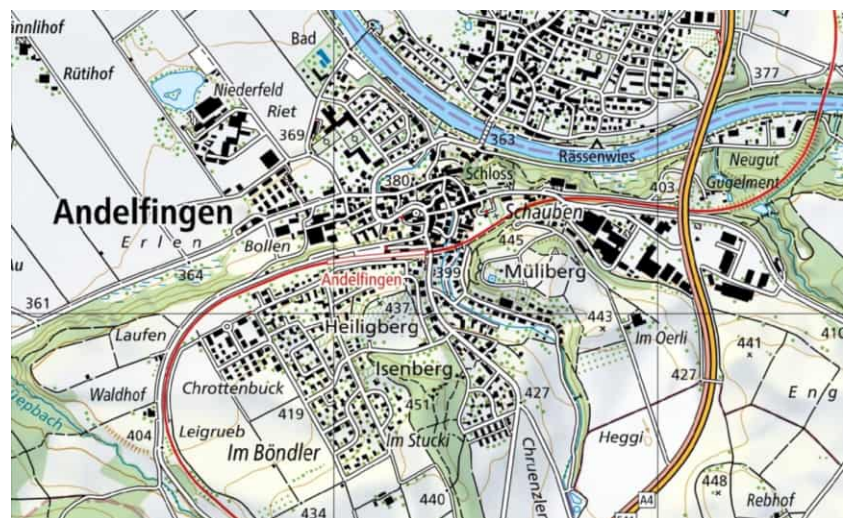 Bad
Rütihof
Niederfeld
Riet
369
377
363
Rässenwies
Neugut
Gugelment
Schloss
380
403
Andelfingen
Schauben
Erlen
Bollen
445
364
399
Müliberg
Andelfingen
361
437
443
Laufen
Heiligberg
Im Oerli
441
410
Isenberg
Waldhof
Chrottenbuck
427
427
Eng
419
451
404
Leigrueb
Im Stucki
Heggi
Im Böndler
Chruenzler
448
440
A4
Rebhof
434